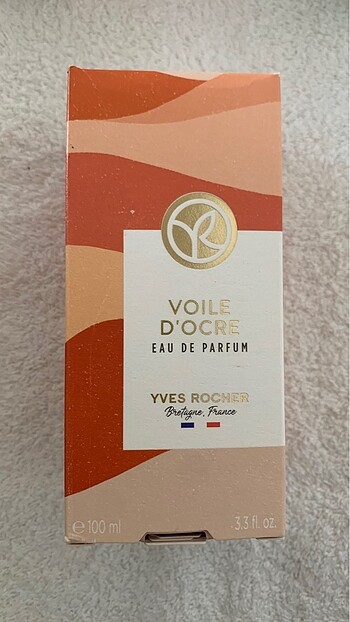 VOILE
D'OCRE
EAU DE PARFUM
YVES ROCHER
Bretagne, France
℮ 100 ml
3.3 fl. oz.